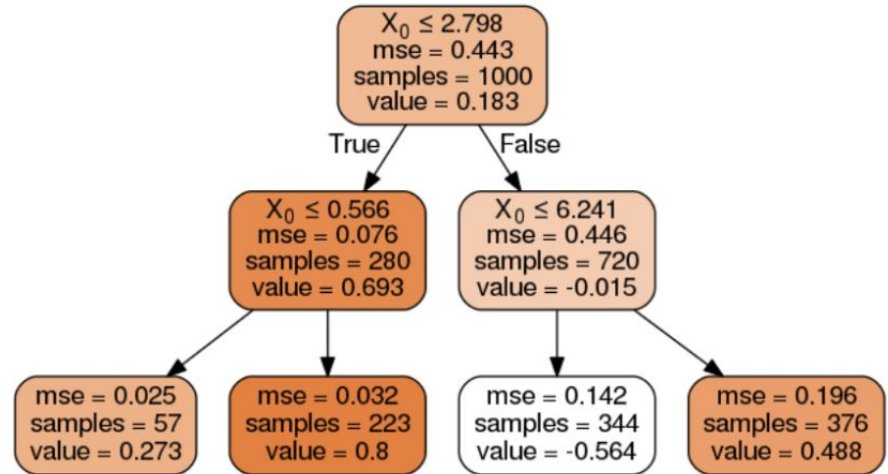 X₀ ≤ 2.798
mse = 0.443
samples = 1000
value = 0.183
True
False
X₀ ≤ 0.566
mse = 0.076
samples = 280
value = 0.693
X₀ ≤ 6.241
mse = 0.446
samples = 720
value = -0.015
mse = 0.025
samples = 57
value = 0.273
mse = 0.032
samples = 223
value = 0.8
mse = 0.142
samples = 344
value = -0.564
mse = 0.196
samples = 376
value = 0.488